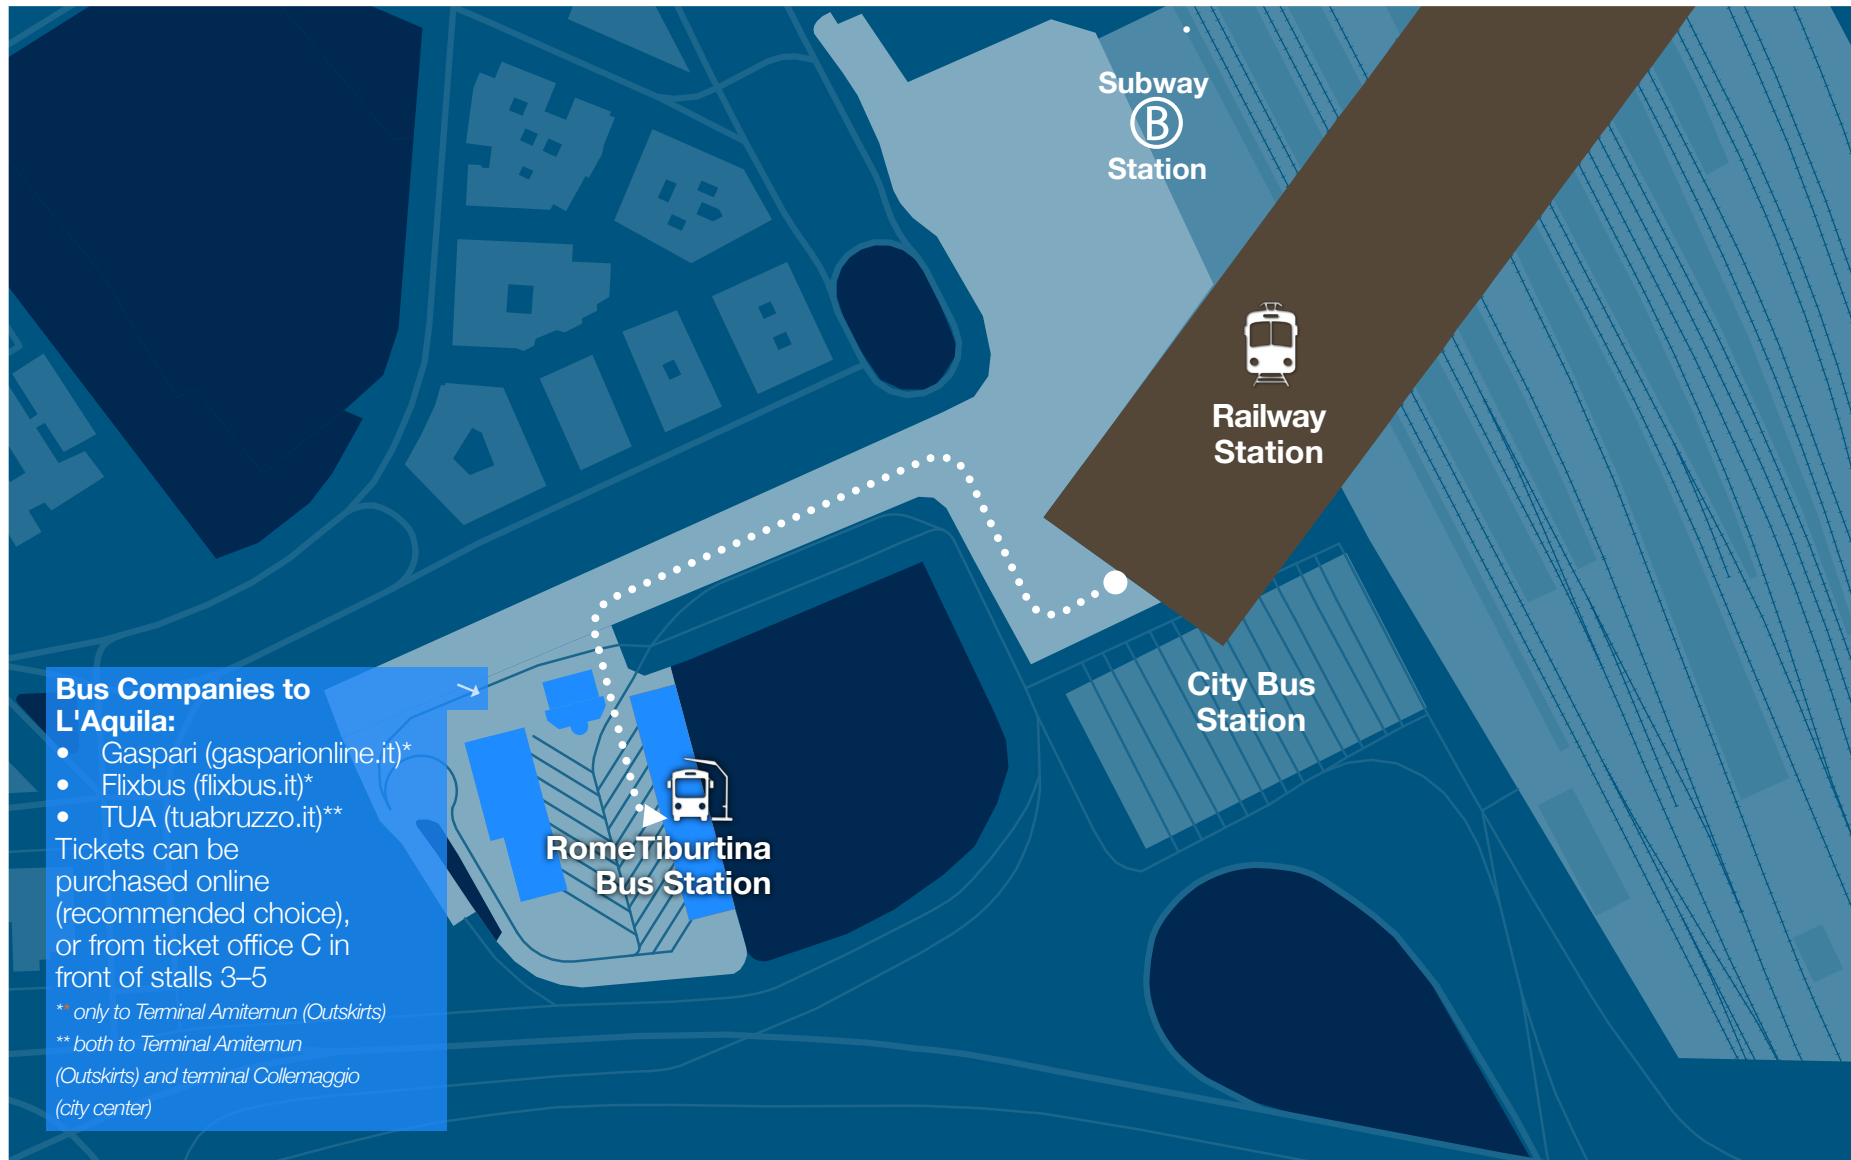 Subway
B
Station
Railway
Station
City Bus
Station
RomeTiburtina
Bus Station
Bus Companies to
L'Aquila:
• Gaspari (gasparionline.it)*
• Flixbus (flixbus.it)*
• TUA (tuabruzzo.it)**
Tickets can be
purchased online
(recommended choice),
or from ticket office C in
front of stalls 3–5
** only to Terminal Amiternun (Outskirts)
** both to Terminal Amiternun
(Outskirts) and terminal Collemaggio
(city center)